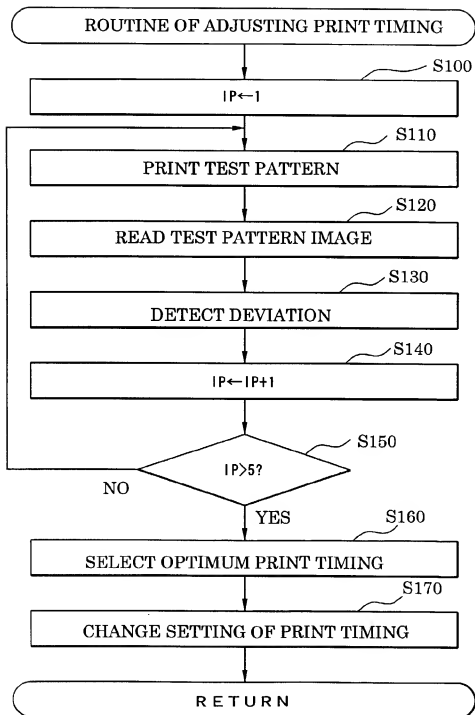 ROUTINE OF ADJUSTING PRINT TIMING
S100
IP←1
S110
PRINT TEST PATTERN
S120
READ TEST PATTERN IMAGE
S130
DETECT DEVIATION
S140
IP←IP+1
S150
IP>5?
NO
YES
S160
SELECT OPTIMUM PRINT TIMING
S170
CHANGE SETTING OF PRINT TIMING
RETURN